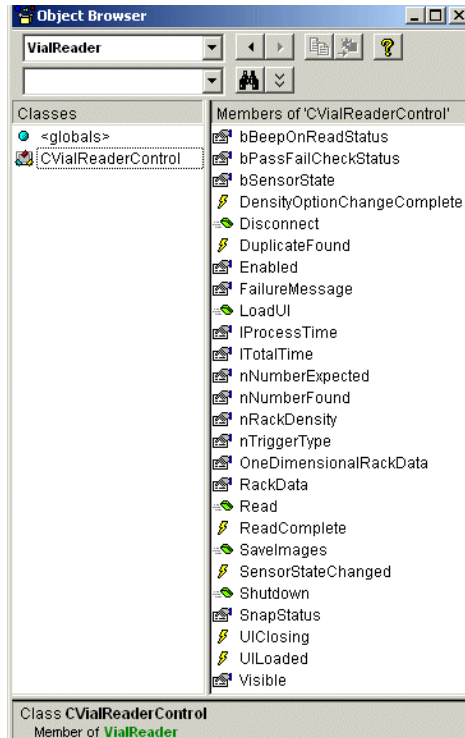 Object Browser
VialReader
Classes
Members of 'CVialReaderControl'
<globals>
CVialReaderControl
bBeepOnReadStatus
bPassFailCheckStatus
bSensorState
DensityOptionChangeComplete
Disconnect
DuplicateFound
Enabled
FailureMessage
LoadUI
lProcessTime
lTotalTime
nNumberExpected
nNumberFound
nRackDensity
nTriggerType
OneDimensionalRackData
RackData
Read
ReadComplete
SaveImages
SensorStateChanged
Shutdown
SnapStatus
UIClosing
UILoaded
Visible
Class CVialReaderControl
Member of VialReader